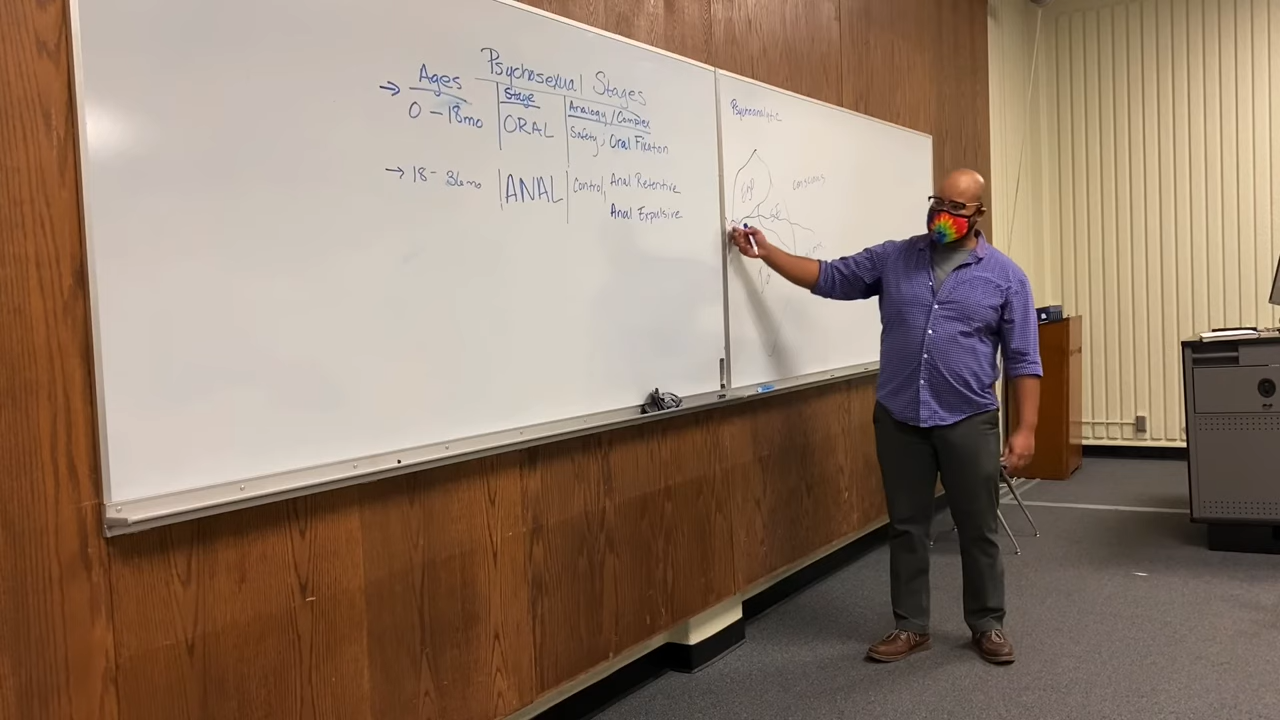 Psychosexual Stages
Ages Stage Analogy/Complex
→ 0 - 18mo ORAL Safety; Oral Fixation
→ 18 - 36mo ANAL Control, Anal Retentive
Anal Expulsive
Psychoanalytic
Ego
conscious